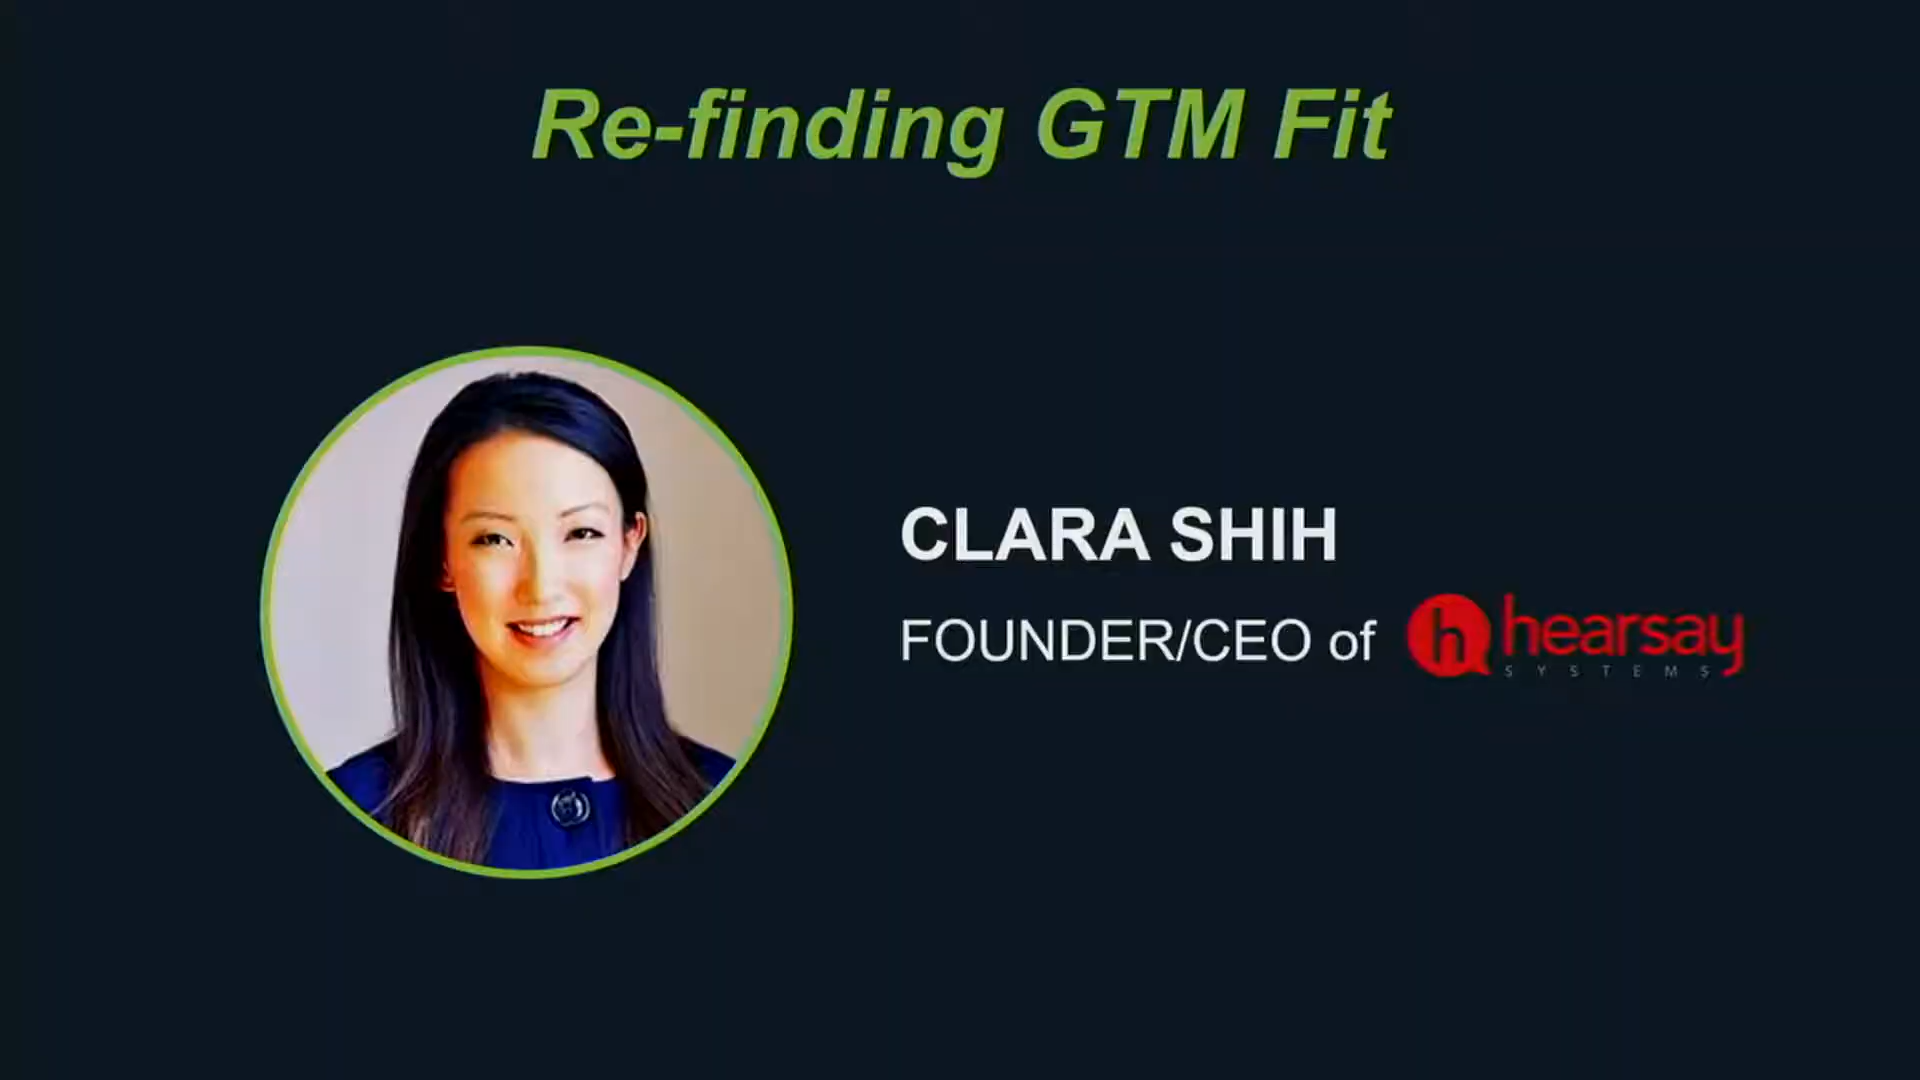 Re-finding GTM Fit
CLARA SHIH
FOUNDER/CEO of h hearsay
SYSTEMS